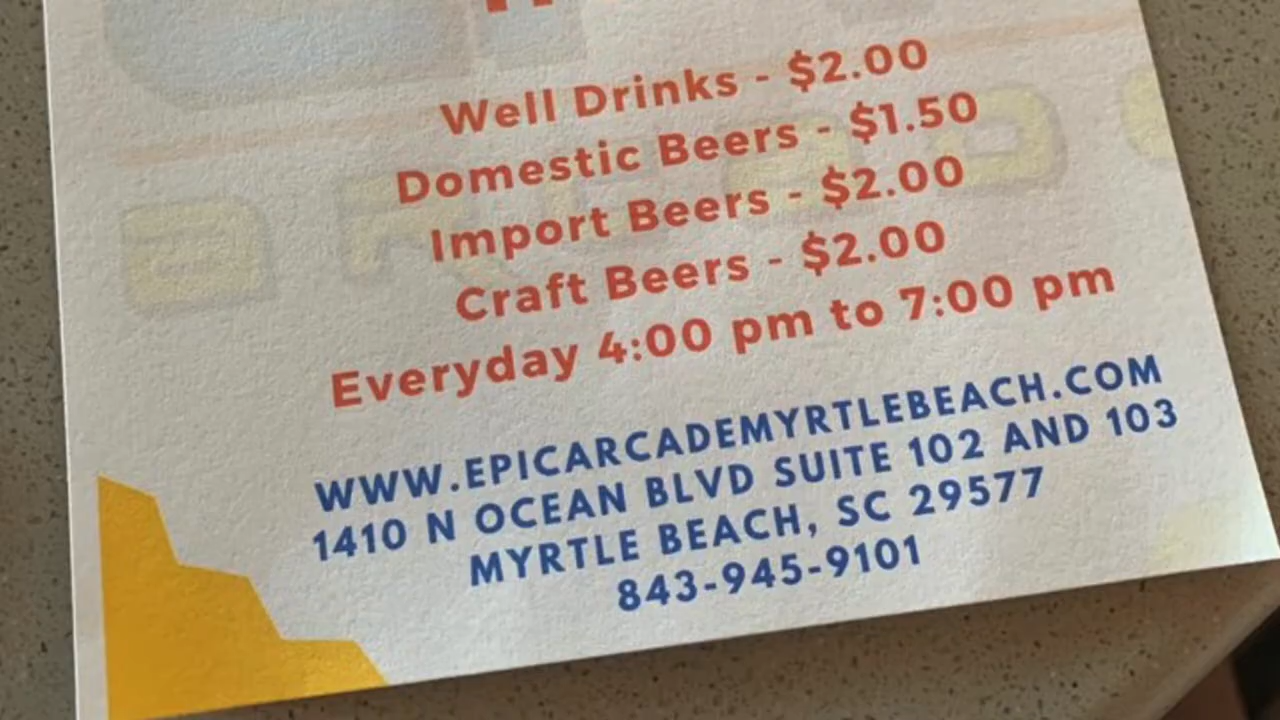 Well Drinks - $2.00
Domestic Beers - $1.50
Import Beers - $2.00
Craft Beers - $2.00
Everyday 4:00 pm to 7:00 pm
WWW.EPICARCADEMYRTLEBEACH.COM
1410 N OCEAN BLVD SUITE 102 AND 103
MYRTLE BEACH, SC 29577
843-945-9101